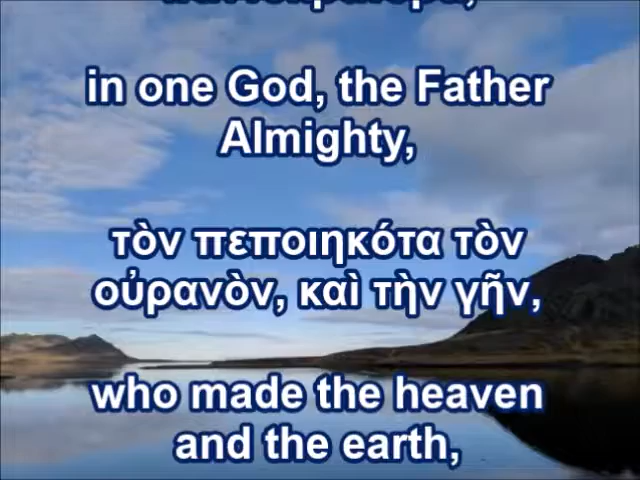 in one God, the Father
Almighty,
τὸν πεποιηκότα τὸν
οὐρανὸν, καὶ τὴν γῆν,
who made the heaven
and the earth,